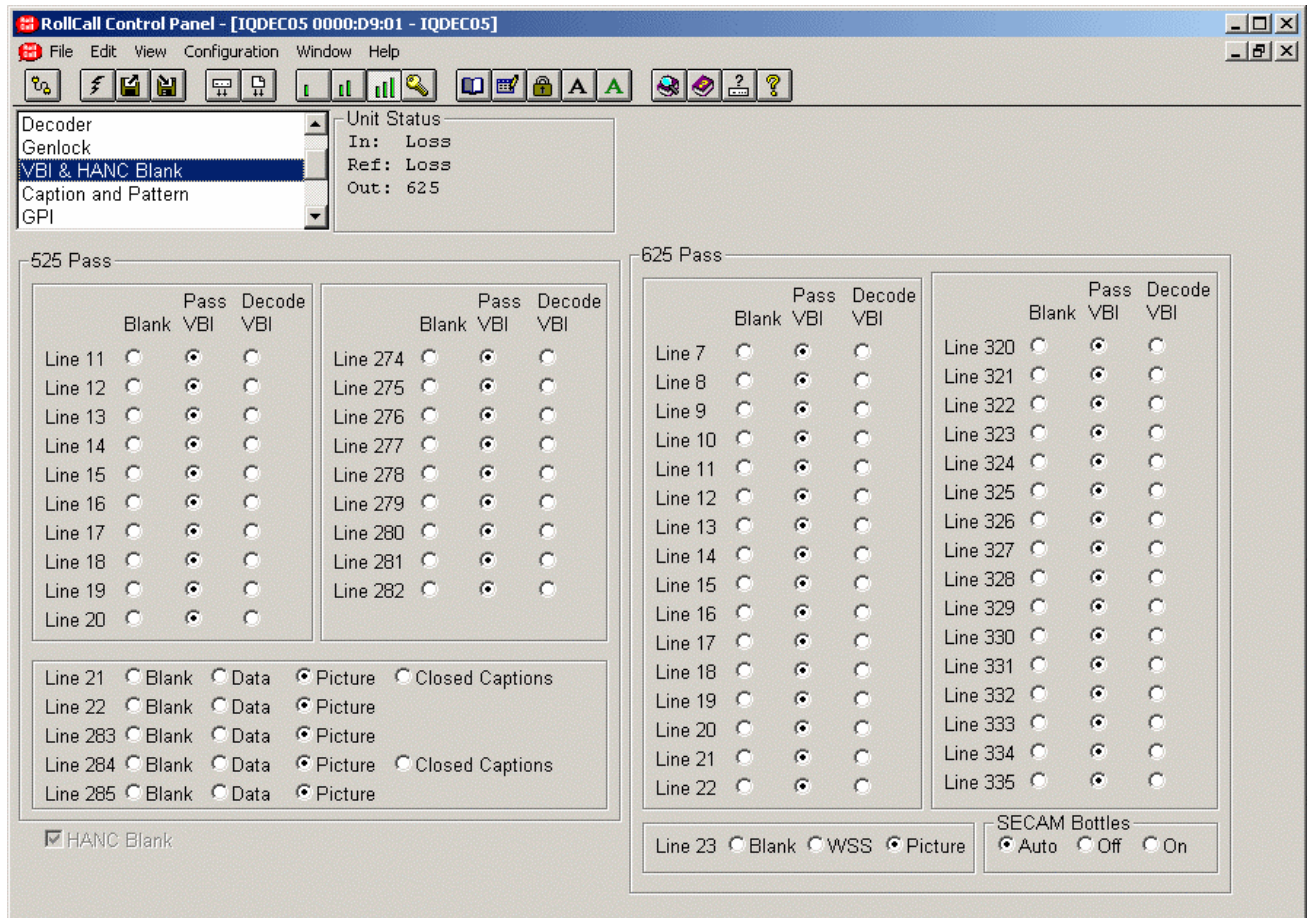 RollCall Control Panel - [IQDEC05 0000:D9:01 - IQDEC05]
File Edit View Configuration Window Help
A A
Decoder
Genlock
VBI & HANC Blank
Caption and Pattern
GPI
Unit Status
In: Loss
Ref: Loss
Out: 625
525 Pass
Blank Pass VBI Decode VBI
Line 11
Line 12
Line 13
Line 14
Line 15
Line 16
Line 17
Line 18
Line 19
Line 20
Blank Pass VBI Decode VBI
Line 274
Line 275
Line 276
Line 277
Line 278
Line 279
Line 280
Line 281
Line 282
Line 21 Blank Data Picture Closed Captions
Line 22 Blank Data Picture
Line 283 Blank Data Picture
Line 284 Blank Data Picture Closed Captions
Line 285 Blank Data Picture
HANC Blank
625 Pass
Blank Pass VBI Decode VBI
Line 7
Line 8
Line 9
Line 10
Line 11
Line 12
Line 13
Line 14
Line 15
Line 16
Line 17
Line 18
Line 19
Line 20
Line 21
Line 22
Blank Pass VBI Decode VBI
Line 320
Line 321
Line 322
Line 323
Line 324
Line 325
Line 326
Line 327
Line 328
Line 329
Line 330
Line 331
Line 332
Line 333
Line 334
Line 335
Line 23 Blank WSS Picture
SECAM Bottles
Auto Off On